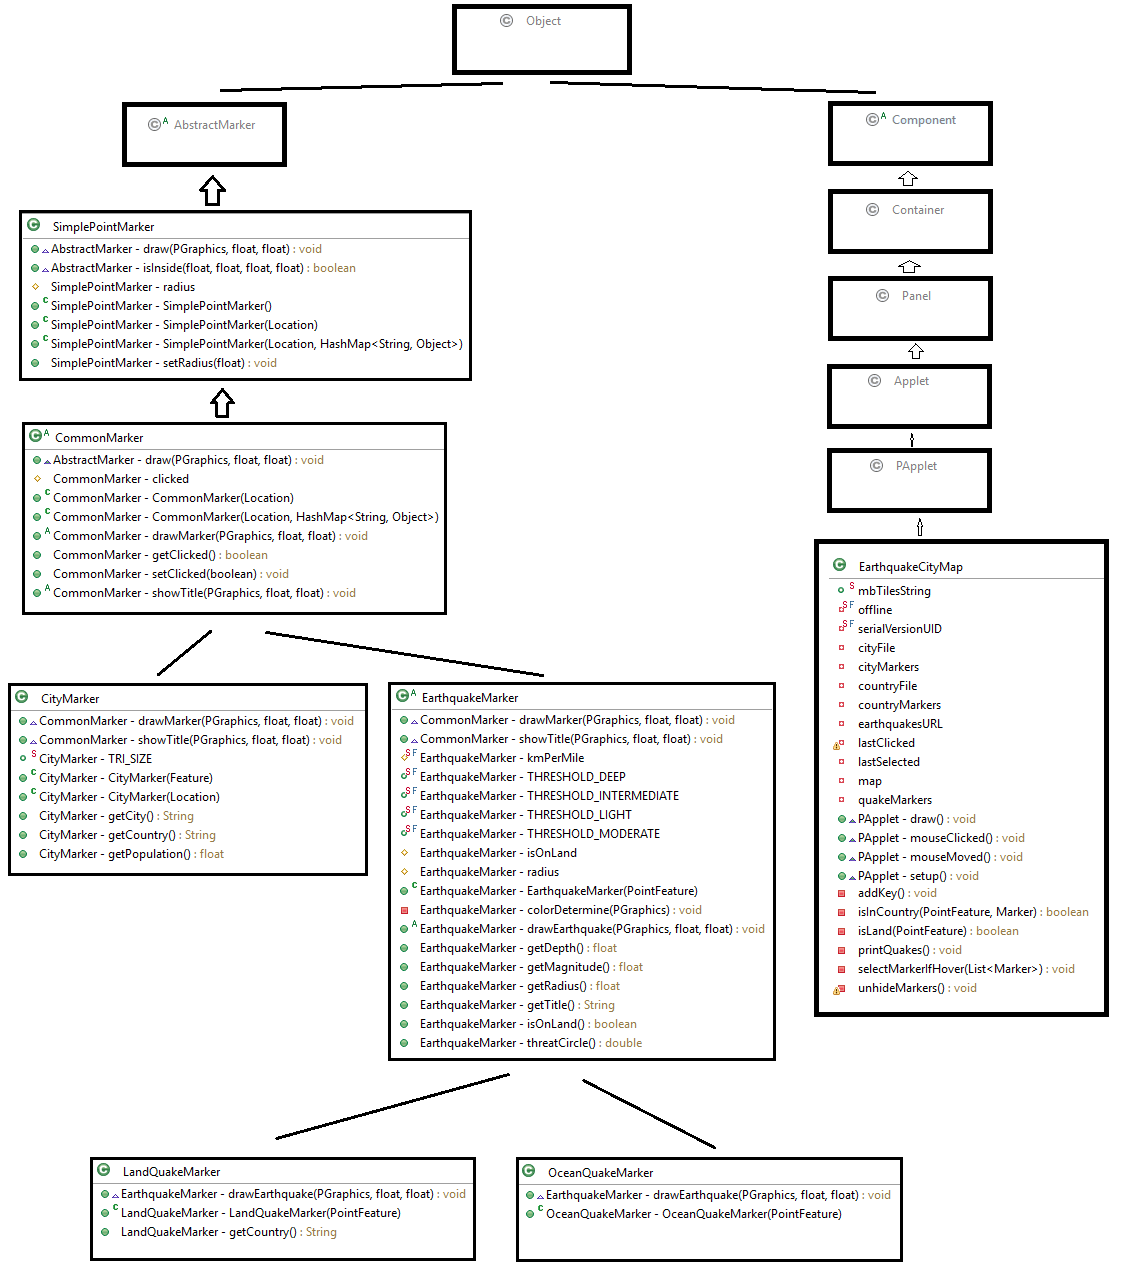 Object
AbstractMarker
Component
Container
Panel
Applet
PApplet
SimplePointMarker
AbstractMarker - draw(PGraphics, float, float) : void
AbstractMarker - isInside(float, float, float, float) : boolean
SimplePointMarker - radius
SimplePointMarker - SimplePointMarker()
SimplePointMarker - SimplePointMarker(Location)
SimplePointMarker - SimplePointMarker(Location, HashMap<String, Object>)
SimplePointMarker - setRadius(float) : void
CommonMarker
AbstractMarker - draw(PGraphics, float, float) : void
CommonMarker - clicked
CommonMarker - CommonMarker(Location)
CommonMarker - CommonMarker(Location, HashMap<String, Object>)
CommonMarker - drawMarker(PGraphics, float, float) : void
CommonMarker - getClicked() : boolean
CommonMarker - setClicked(boolean) : void
CommonMarker - showTitle(PGraphics, float, float) : void
CityMarker
CommonMarker - drawMarker(PGraphics, float, float) : void
CommonMarker - showTitle(PGraphics, float, float) : void
CityMarker - TRI_SIZE
CityMarker - CityMarker(Feature)
CityMarker - CityMarker(Location)
CityMarker - getCity() : String
CityMarker - getCountry() : String
CityMarker - getPopulation() : float
EarthquakeMarker
CommonMarker - drawMarker(PGraphics, float, float) : void
CommonMarker - showTitle(PGraphics, float, float) : void
EarthquakeMarker - kmPerMile
EarthquakeMarker - THRESHOLD_DEEP
EarthquakeMarker - THRESHOLD_INTERMEDIATE
EarthquakeMarker - THRESHOLD_LIGHT
EarthquakeMarker - THRESHOLD_MODERATE
EarthquakeMarker - isOnLand
EarthquakeMarker - radius
EarthquakeMarker - EarthquakeMarker(PointFeature)
EarthquakeMarker - colorDetermine(PGraphics) : void
EarthquakeMarker - drawEarthquake(PGraphics, float, float) : void
EarthquakeMarker - getDepth() : float
EarthquakeMarker - getMagnitude() : float
EarthquakeMarker - getRadius() : float
EarthquakeMarker - getTitle() : String
EarthquakeMarker - isOnLand() : boolean
EarthquakeMarker - threatCircle() : double
EarthquakeCityMap
mbTilesString
offline
serialVersionUID
cityFile
cityMarkers
countryFile
countryMarkers
earthquakesURL
lastClicked
lastSelected
map
quakeMarkers
PApplet - draw() : void
PApplet - mouseClicked() : void
PApplet - mouseMoved() : void
PApplet - setup() : void
addKey() : void
isInCountry(PointFeature, Marker) : boolean
isLand(PointFeature) : boolean
printQuakes() : void
selectMarkerIfHover(List<Marker>) : void
unhideMarkers() : void
LandQuakeMarker
EarthquakeMarker - drawEarthquake(PGraphics, float, float) : void
LandQuakeMarker - LandQuakeMarker(PointFeature)
LandQuakeMarker - getCountry() : String
OceanQuakeMarker
EarthquakeMarker - drawEarthquake(PGraphics, float, float) : void
OceanQuakeMarker - OceanQuakeMarker(PointFeature)